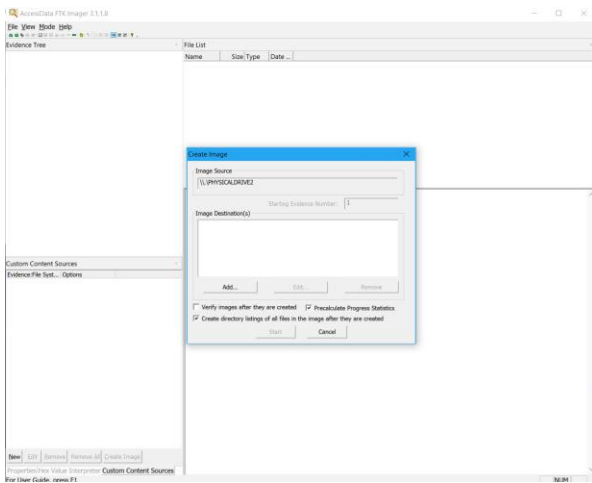 AccessData FTK Imager 3.1.1.8
File View Mode Help
Evidence Tree
File List
Name Size Type Date ...
Create Image
Image Source
\\.\PHYSICALDRIVE2
Starting Evidence Number: 1
Image Destination(s)
Add... Edit... Remove
Verify images after they are created Precalculate Progress Statistics
Create directory listings of all files in the image after they are created
Start Cancel
Custom Content Sources
Evidence:File Syst... Options
New Edit Remove Remove All Create Image
Properties Hex Value Interpreter Custom Content Sources
For User Guide, press F1 NUM